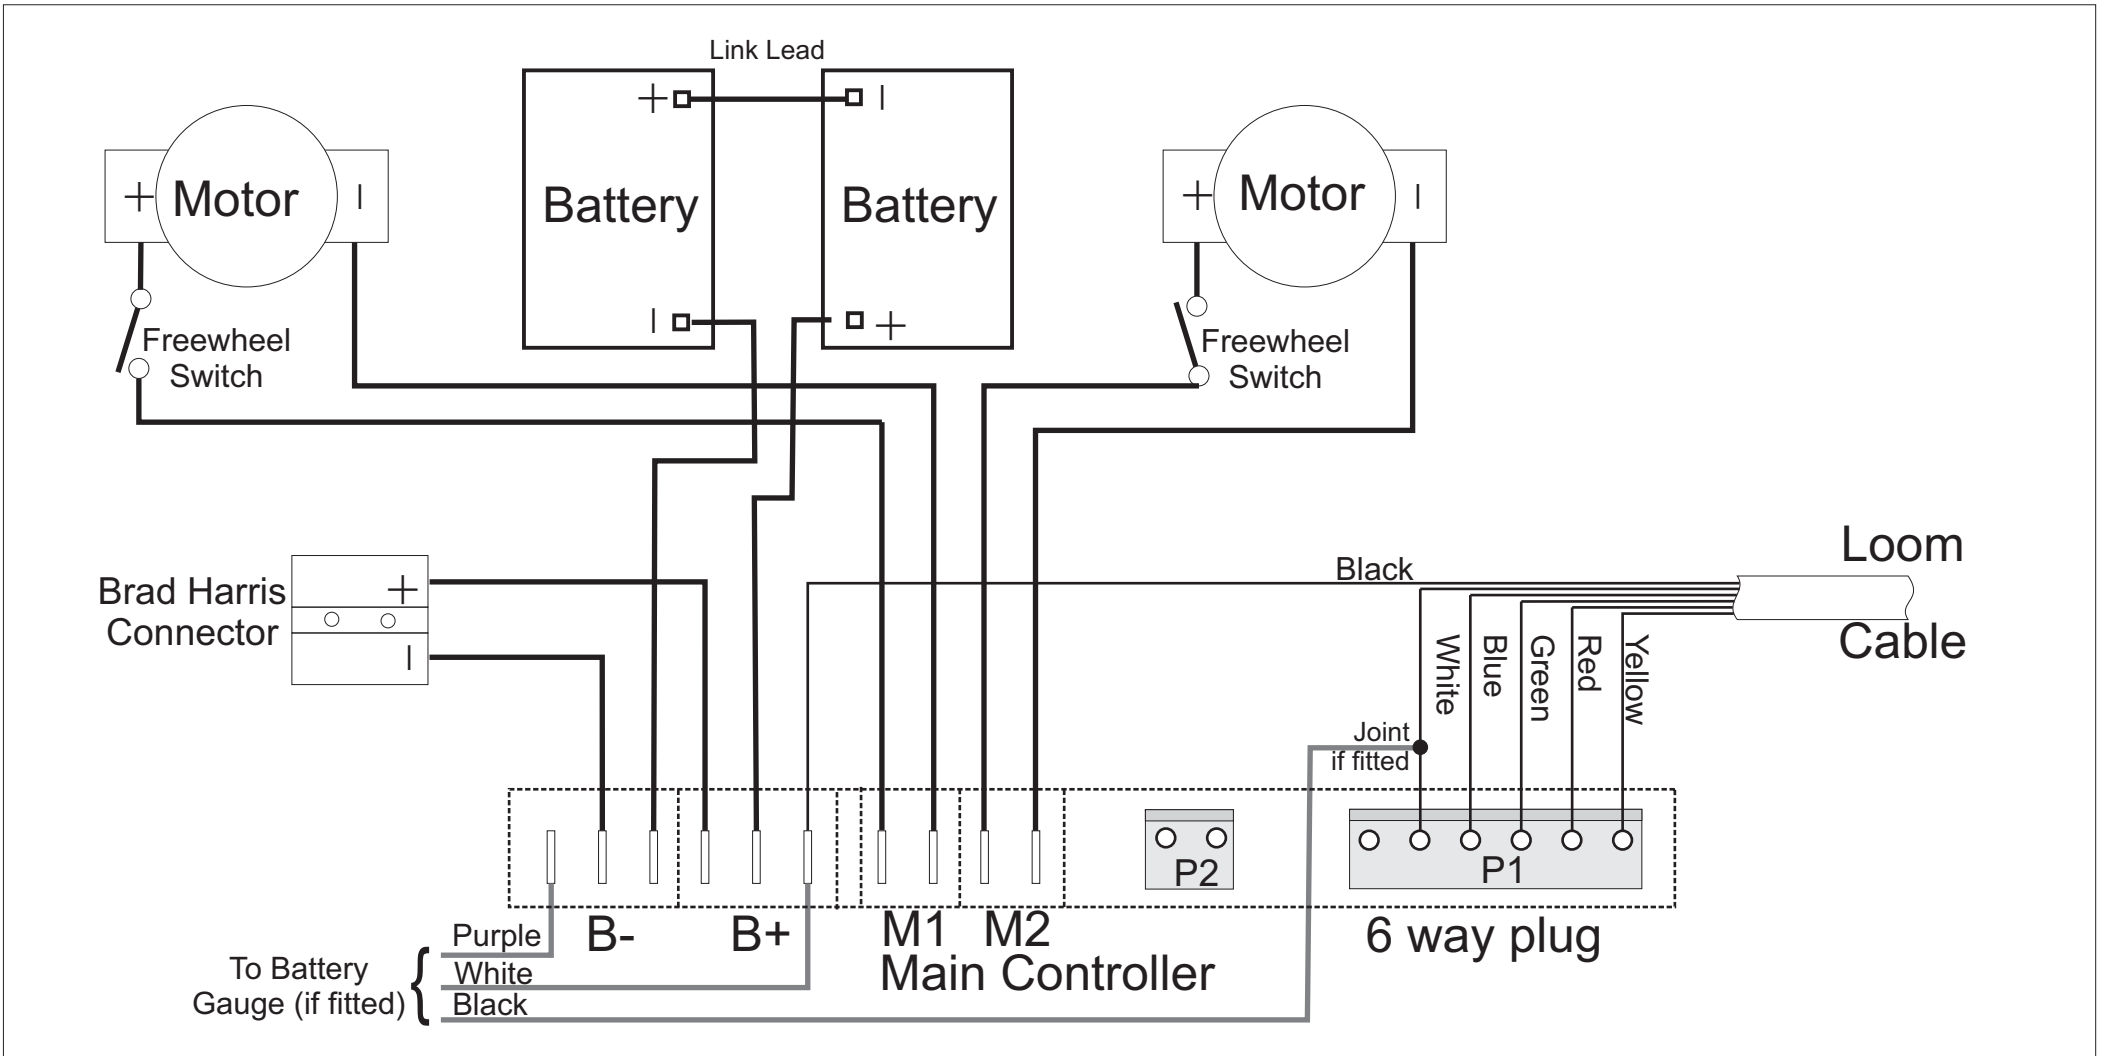 Link Lead
+ Motor −
+ −
Battery Battery
− +
+ Motor −
Freewheel
Switch
Freewheel
Switch
Brad Harris
Connector
+
−
Black
Loom
Cable
White
Blue
Green
Red
Yellow
Joint
if fitted
P2
P1
B- B+ M1 M2
Main Controller
6 way plug
To Battery
Gauge (if fitted)
{
Purple
White
Black